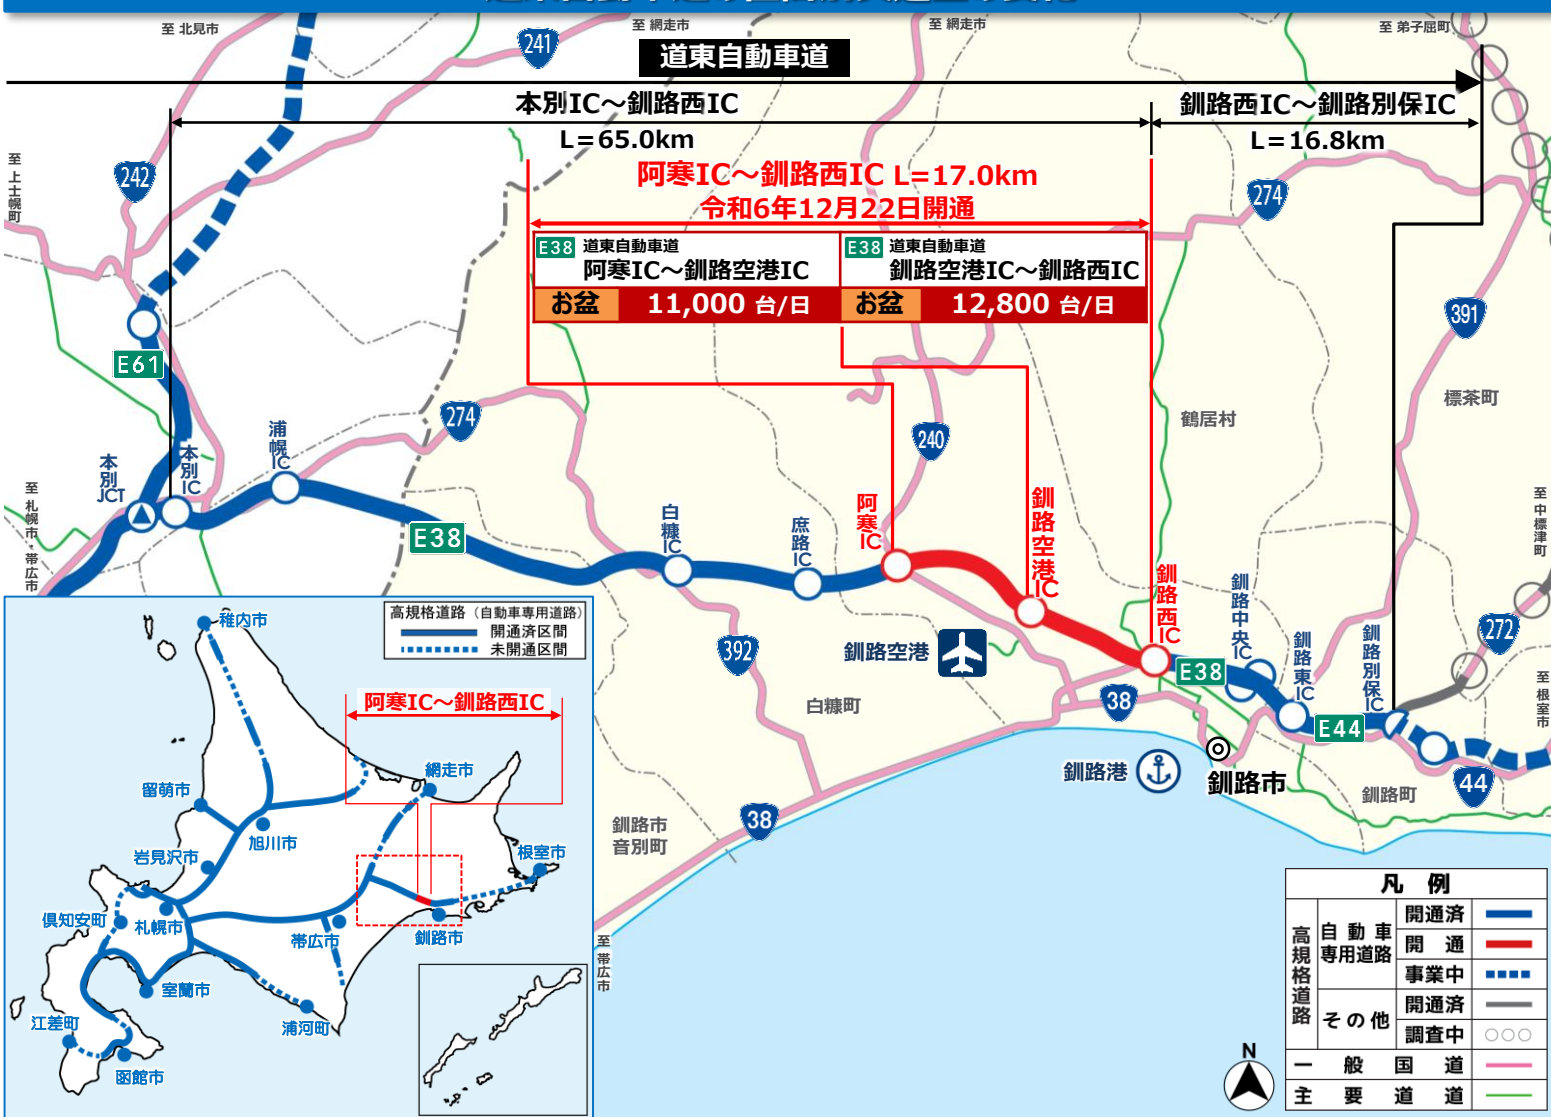 至 北見市
至 網走市
至 網走市
至 弟子屈町
241
道東自動車道
本別IC～釧路西IC
L=65.0km
釧路西IC～釧路別保IC
L=16.8km
阿寒IC～釧路西IC L=17.0km
令和6年12月22日開通
E38 道東自動車道
阿寒IC～釧路空港IC
お盆 11,000 台/日
E38 道東自動車道
釧路空港IC～釧路西IC
お盆 12,800 台/日
至 上士幌町
242
274
391
E61
標茶町
鶴居村
274
240
浦幌IC
本別JCT
本別IC
至 札幌市・帯広市
E38
白糠IC
庶路IC
阿寒IC
釧路空港IC
釧路西IC
釧路中央IC
釧路東IC
釧路別保IC
至 中標津町
272
至 根室市
392
釧路空港
白糠町
38
E38
E44
44
釧路港
釧路市
釧路町
38
釧路市
音別町
至 帯広市
高規格道路（自動車専用道路）
開通済区間
未開通区間
阿寒IC～釧路西IC
稚内市
網走市
留萌市
旭川市
岩見沢市
根室市
倶知安町
札幌市
帯広市
釧路市
室蘭市
浦河町
江差町
函館市
N
凡例
高規格道路
自動車専用道路
開通済
開通
事業中
その他
開通済
調査中
一般国道
主要道道